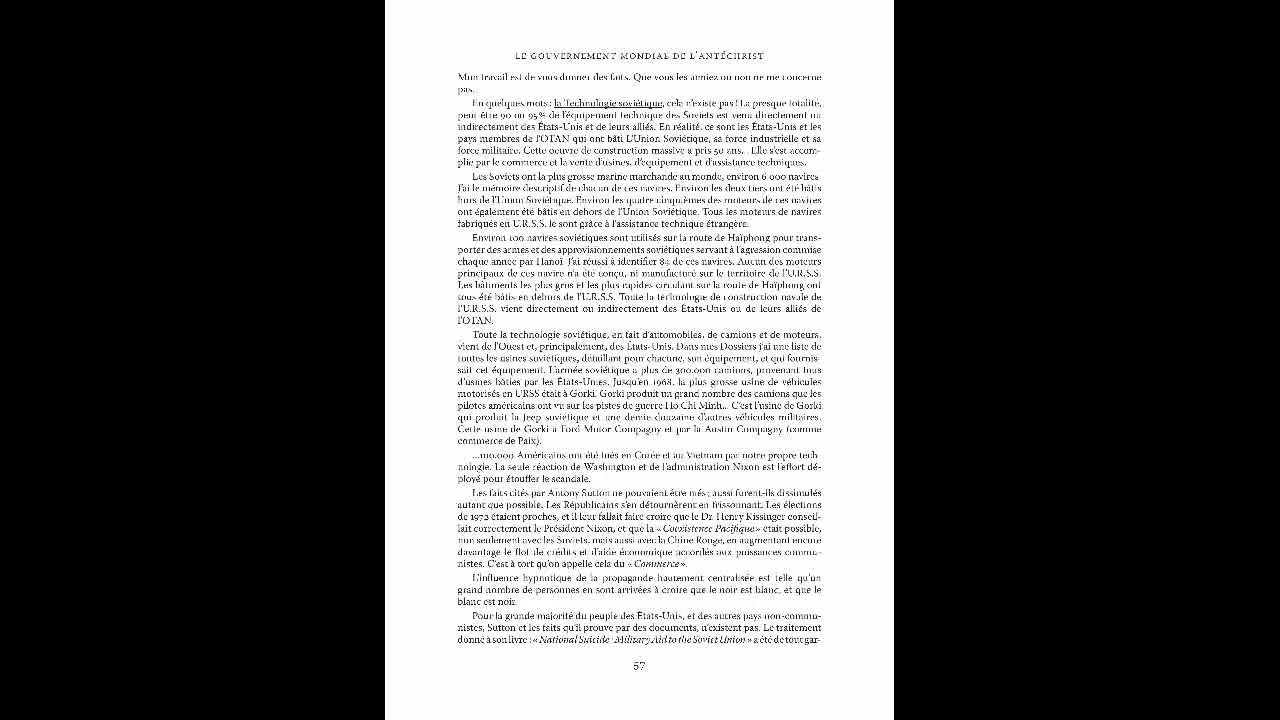 LE GOUVERNEMENT MONDIAL DE L'ANTÉCHRIST
Mon travail est de vous donner des faits. Que vous les aimiez ou non ne me concerne
pas.
En quelques mots : la Technologie soviétique, cela n'existe pas ! La presque totalité,
peut être 90 ou 95% de l'équipement technique des Soviets est venu directement ou
indirectement des États-Unis et de leurs alliés. En réalité, ce sont les États-Unis et les
pays membres de l'OTAN qui ont bâti L'Union Soviétique, sa force industrielle et sa
force militaire. Cette oeuvre de construction massive a pris 50 ans. . Elle s'est accom-
plie par le commerce et la vente d'usines, d'équipement et d'assistance techniques.
Les Soviets ont la plus grosse marine marchande au monde, environ 6 000 navires.
J'ai le mémoire descriptif de chacun de ces navires. Environ les deux tiers ont été bâtis
hors de l'Union Soviétique. Environ les quatre cinquièmes des moteurs de ces navires
ont également été bâtis en dehors de l'Union Soviétique. Tous les moteurs de navires
fabriqués en U.R.S.S. le sont grâce à l'assistance technique étrangère.
Environ 100 navires soviétiques sont utilisés sur la route de Haïphong pour trans-
porter des armes et des approvisionnements soviétiques servant à l'agression commise
chaque année par Hanoï. J'ai réussi à identifier 84 de ces navires. Aucun des moteurs
principaux de ces navire n'a été conçu, ni manufacturé sur le territoire de l'U.R.S.S.
Les bâtiments les plus gros et les plus rapides circulant sur la route de Haïphong ont
tous été bâtis en dehors de l'U.R.S.S. Toute la technologie de construction navale de
l'U.R.S.S. vient directement ou indirectement des États-Unis ou de leurs alliés de
l'OTAN.
Toute la technologie soviétique, en fait d'automobiles, de camions et de moteurs,
vient de l'Ouest et, principalement, des États-Unis. Dans mes Dossiers j'ai une liste de
toutes les usines soviétiques, détaillant pour chacune, son équipement, et qui fournis-
sait cet équipement. L'armée soviétique a plus de 300.000 camions, provenant tous
d'usines bâties par les États-Unies. Jusqu'en 1968, la plus grosse usine de véhicules
motorisés en URSS était à Gorki. Gorki produit un grand nombre des camions que les
pilotes américains ont vu sur les pistes de guerre Ho Chi Minh... C'est l'usine de Gorki
qui produit la Jeep soviétique et une demie douzaine d'autres véhicules militaires.
Cette usine de Gorki a Ford Motor Compagny et par la Austin Compagny (comme
commerce de Paix).
...100.000 Américains ont été tués en Corée et au Vietnam par notre propre tech-
nologie. La seule réaction de Washington et de l'administration Nixon est l'effort dé-
ployé pour étouffer le scandale.
Les faits cités par Antony Sutton ne pouvaient être niés ; aussi furent-ils dissimulés
autant que possible. Les Républicains s'en détournèrent en frissonnant. Les élections
de 1972 étaient proches, et il leur fallait faire croire que le Dr. Henry Kissinger conseil-
lait correctement le Président Nixon, et que la « Coexistence Pacifique » était possible,
non seulement avec les Soviets, mais aussi avec la Chine Rouge, en augmentant encore
davantage le flot de crédits et d'aide économique accordés aux puissances commu-
nistes. C'est à tort qu'on appelle cela du « Commerce ».
L'influence hypnotique de la propagande hautement centralisée est telle qu'un
grand nombre de personnes en sont arrivées à croire que le noir est blanc, et que le
blanc est noir.
Pour la grande majorité du peuple des États-Unis, et des autres pays non-commu-
nistes, Sutton et les faits qu'il prouve par des documents, n'existent pas. Le traitement
donné à son livre : « National Suicide : Military Aid to the Soviet Union » a été de tout gar-
57